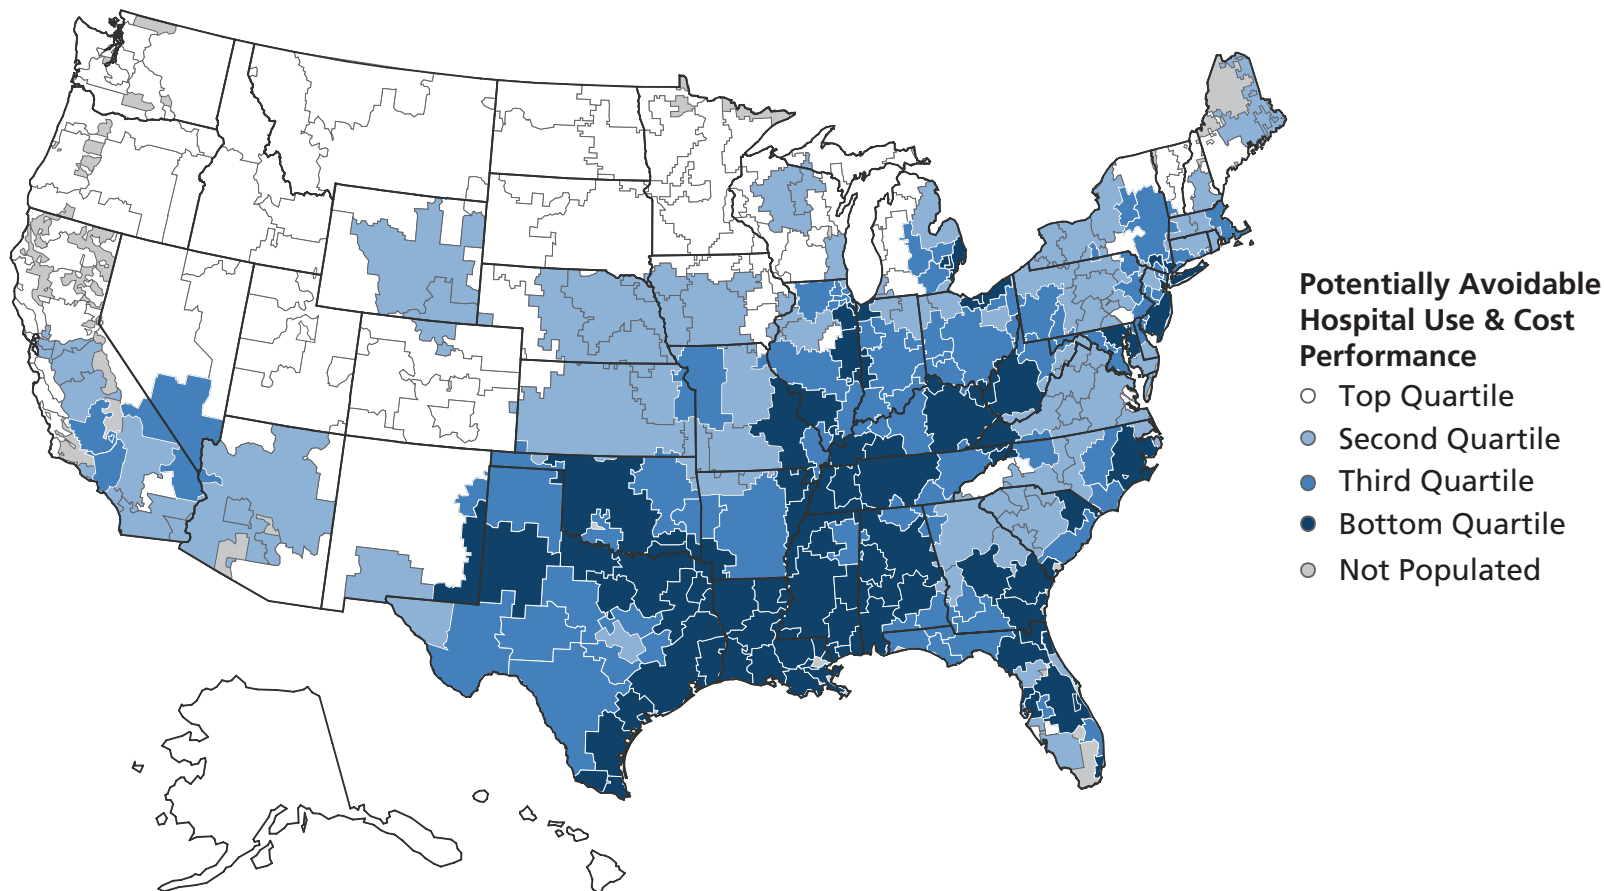 Potentially Avoidable
Hospital Use & Cost
Performance
Top Quartile
Second Quartile
Third Quartile
Bottom Quartile
Not Populated